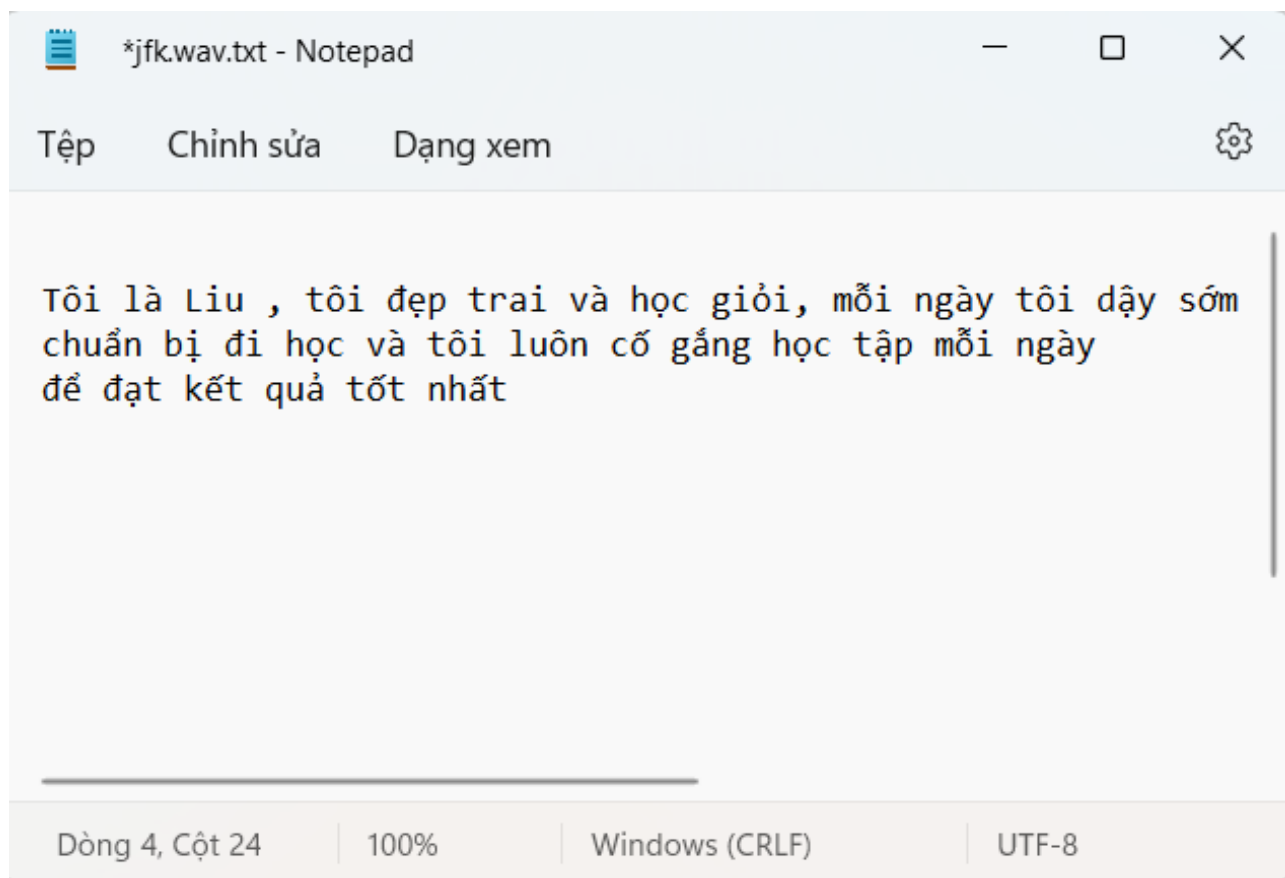 *jfk.wav.txt - Notepad
Tệp Chỉnh sửa Dạng xem
Tôi là Liu , tôi đẹp trai và học giỏi, mỗi ngày tôi dậy sớm
chuẩn bị đi học và tôi luôn cố gắng học tập mỗi ngày
để đạt kết quả tốt nhất
Dòng 4, Cột 24 100% Windows (CRLF) UTF-8